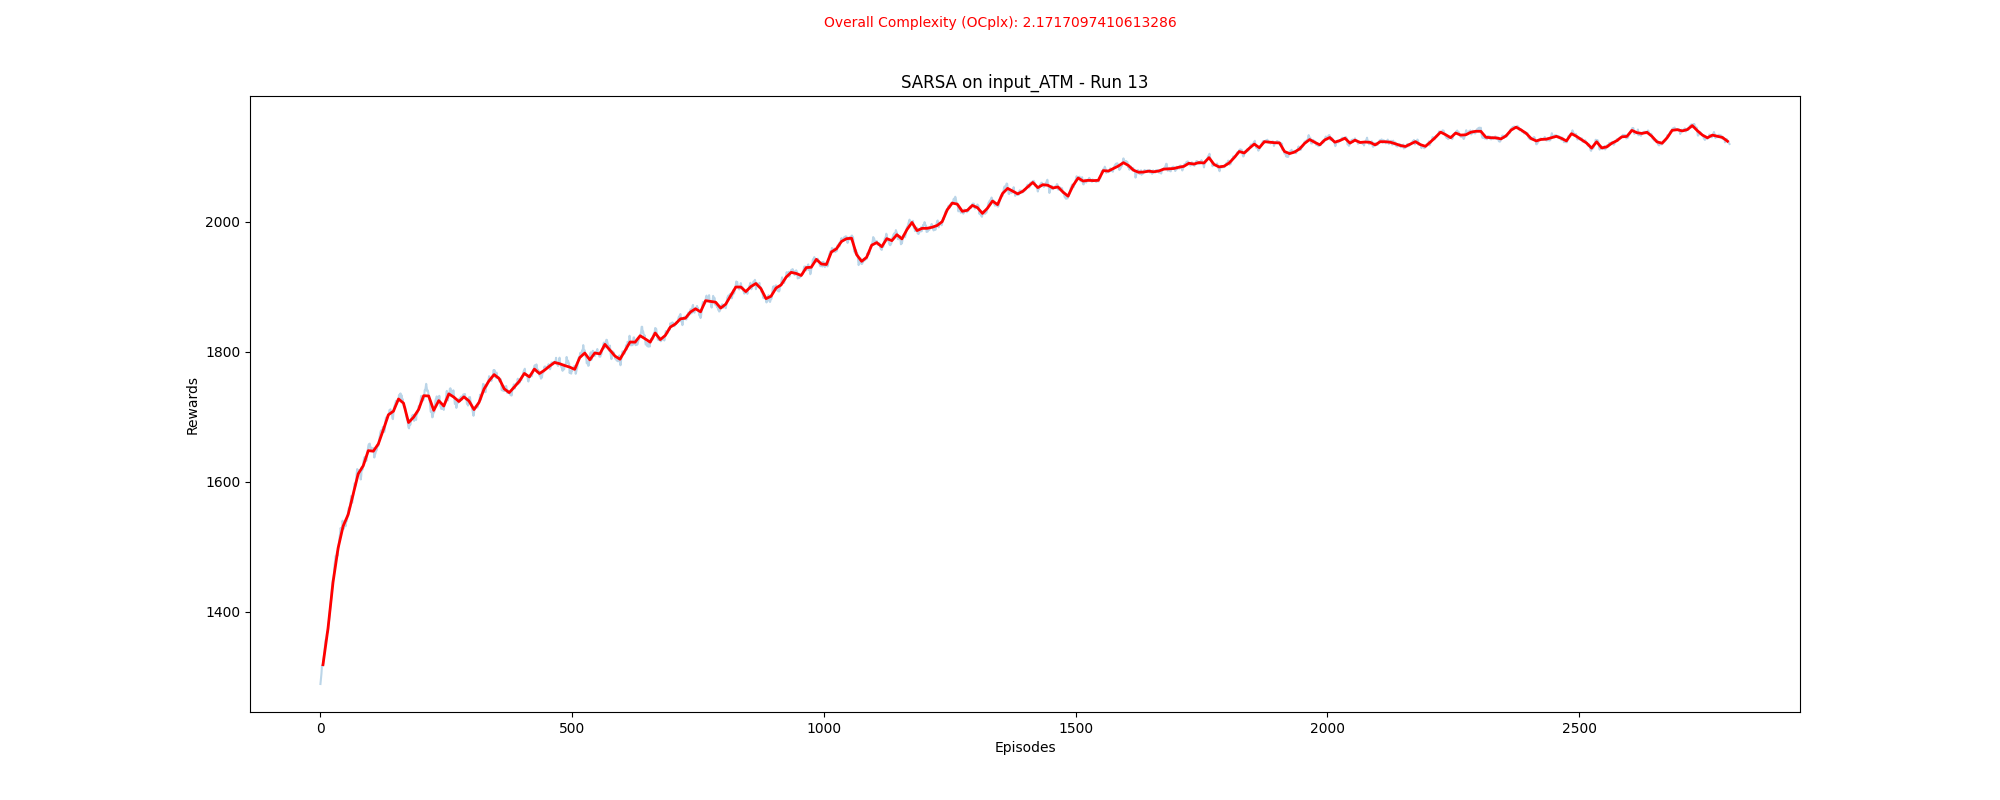 Overall Complexity (OCplx): 2.1717097410613286
SARSA on input_ATM - Run 13
2000
1800
1600
1400
Rewards
0 500 1000 1500 2000 2500
Episodes